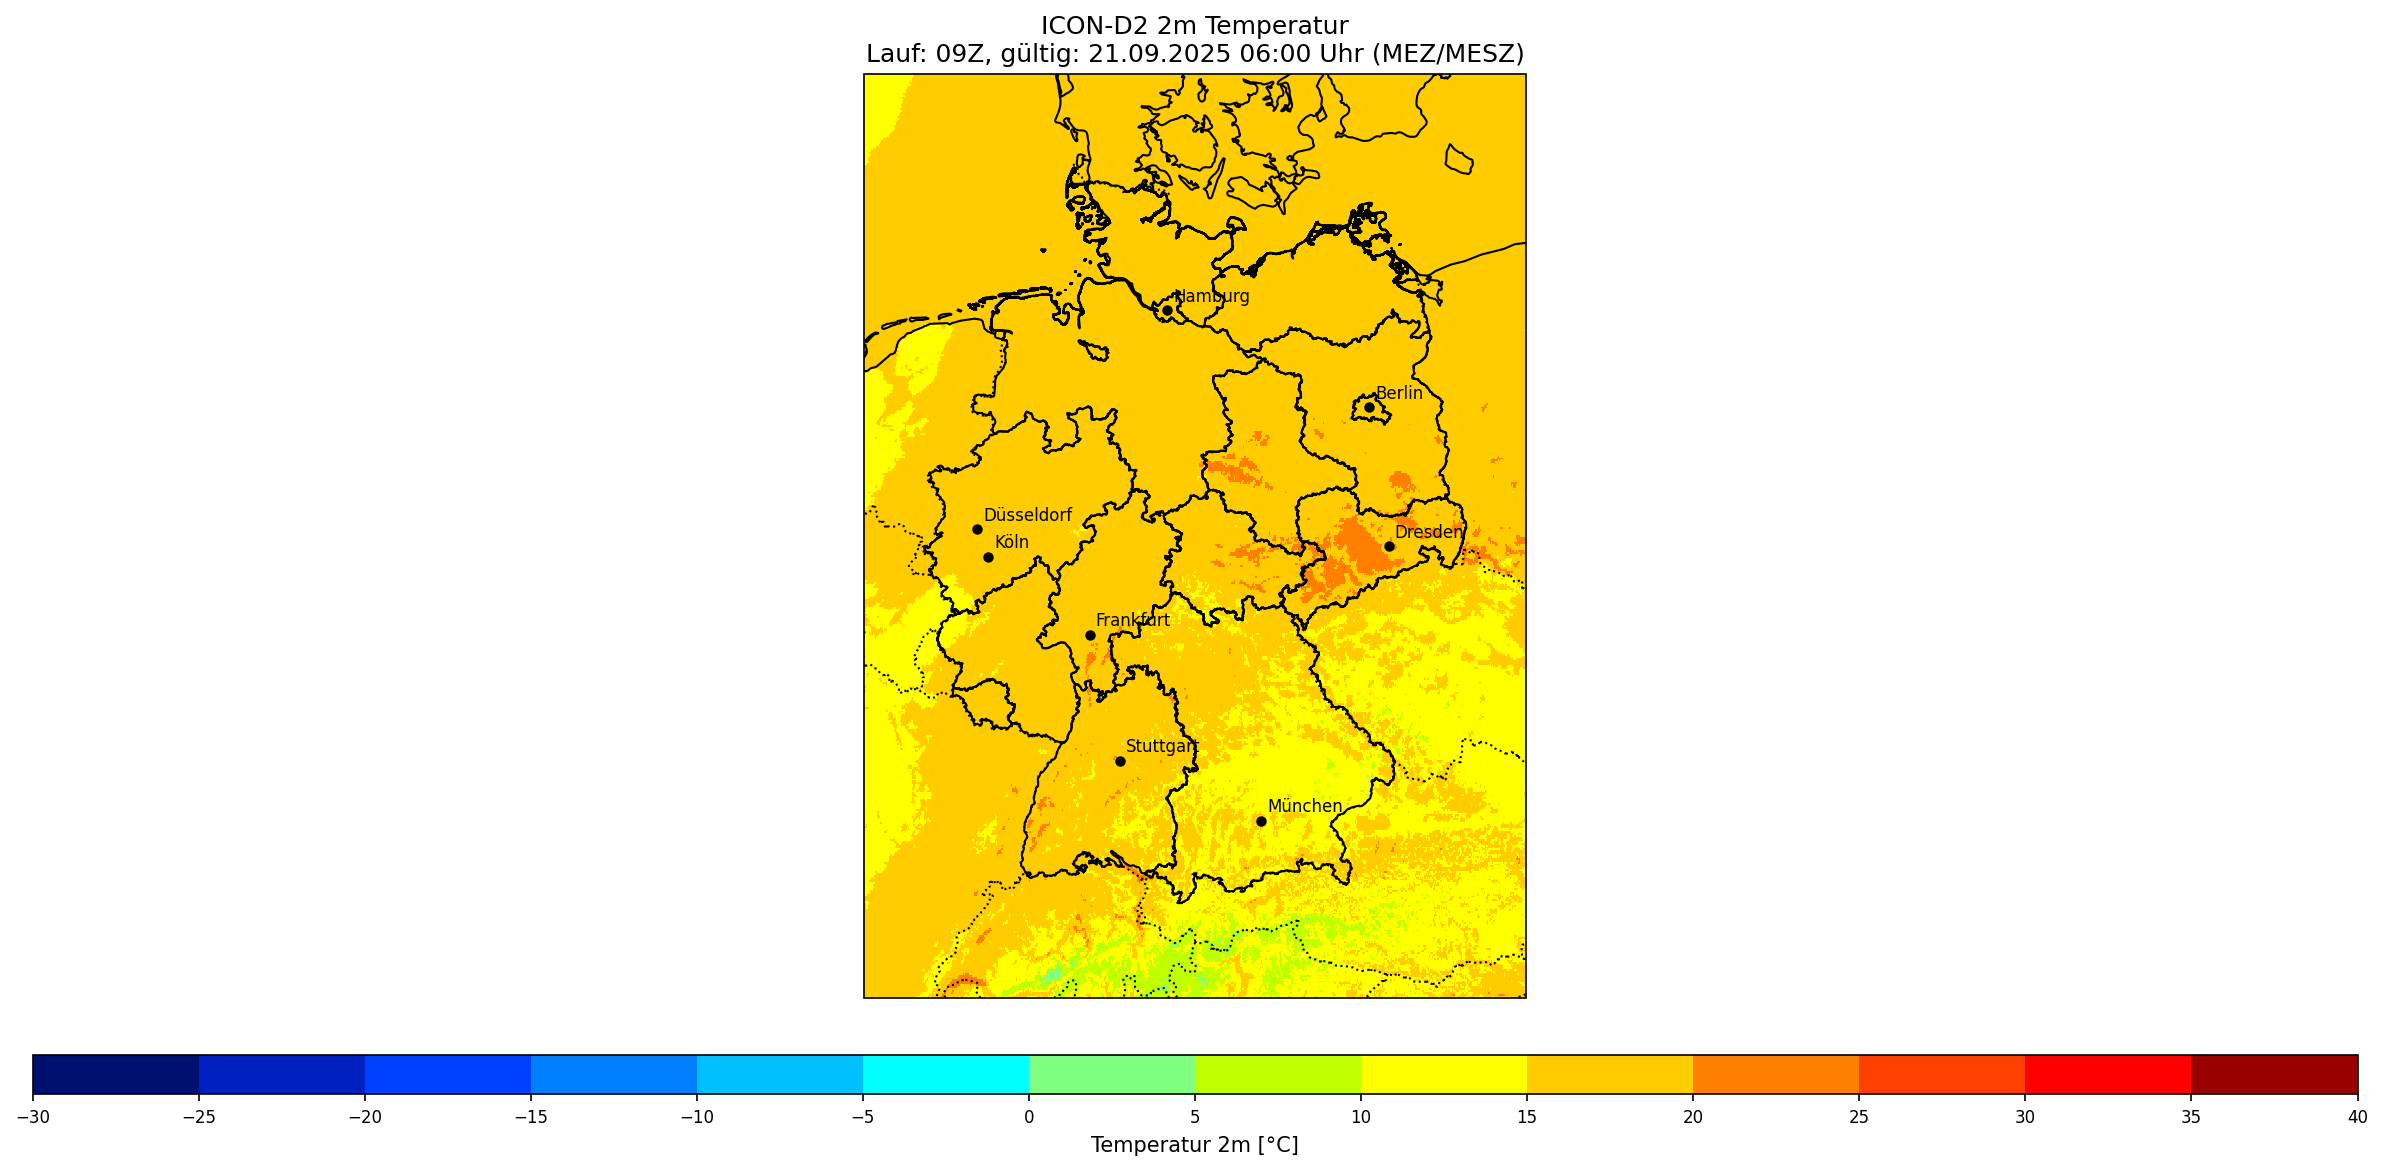 ICON-D2 2m Temperatur
Lauf: 09Z, gültig: 21.09.2025 06:00 Uhr (MEZ/MESZ)
Hamburg
Berlin
Düsseldorf
Dresden
Köln
Frankfurt
Stuttgart
München
−30 −25 −20 −15 −10 −5 0 5 10 15 20 25 30 35 40
Temperatur 2m [°C]